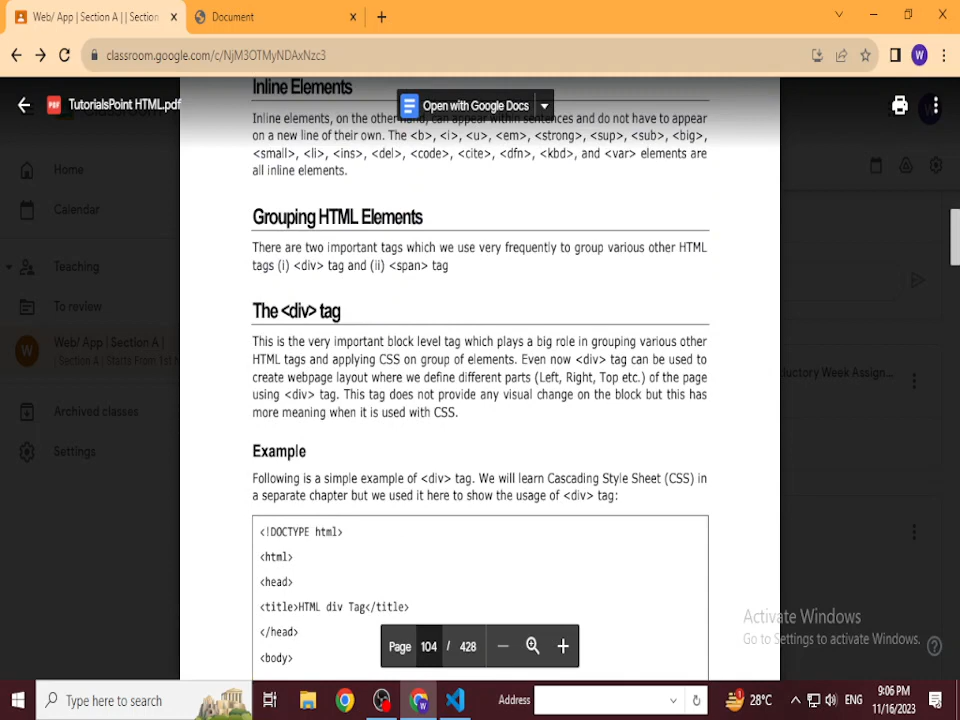 Web/ App | Section A | | Section
Document
classroom.google.com/c/NjM3OTMyNDAxNzc3
W
PDF TutorialsPoint HTML.pdf
Open with Google Docs
Home
Calendar
Teaching
To review
W
Web/ App | Section A |
| Section A | Starts From 1st N
Archived classes
Settings
Inline Elements
Inline elements, on the other hand, can appear within sentences and do not have to appear
on a new line of their own. The <b>, <i>, <u>, <em>, <strong>, <sup>, <sub>, <big>,
<small>, <li>, <ins>, <del>, <code>, <cite>, <dfn>, <kbd>, and <var> elements are
all inline elements.
Grouping HTML Elements
There are two important tags which we use very frequently to group various other HTML
tags (i) <div> tag and (ii) <span> tag
The <div> tag
This is the very important block level tag which plays a big role in grouping various other
HTML tags and applying CSS on group of elements. Even now <div> tag can be used to
create webpage layout where we define different parts (Left, Right, Top etc.) of the page
using <div> tag. This tag does not provide any visual change on the block but this has
more meaning when it is used with CSS.
Example
Following is a simple example of <div> tag. We will learn Cascading Style Sheet (CSS) in
a separate chapter but we used it here to show the usage of <div> tag:
<!DOCTYPE html>
<html>
<head>
<title>HTML div Tag</title>
</head>
<body>
Page 104 / 428
ductory Week Assign...
Activate Windows
Go to Settings to activate Windows.
Type here to search
Address
28°C
ENG
9:06 PM
11/16/2023